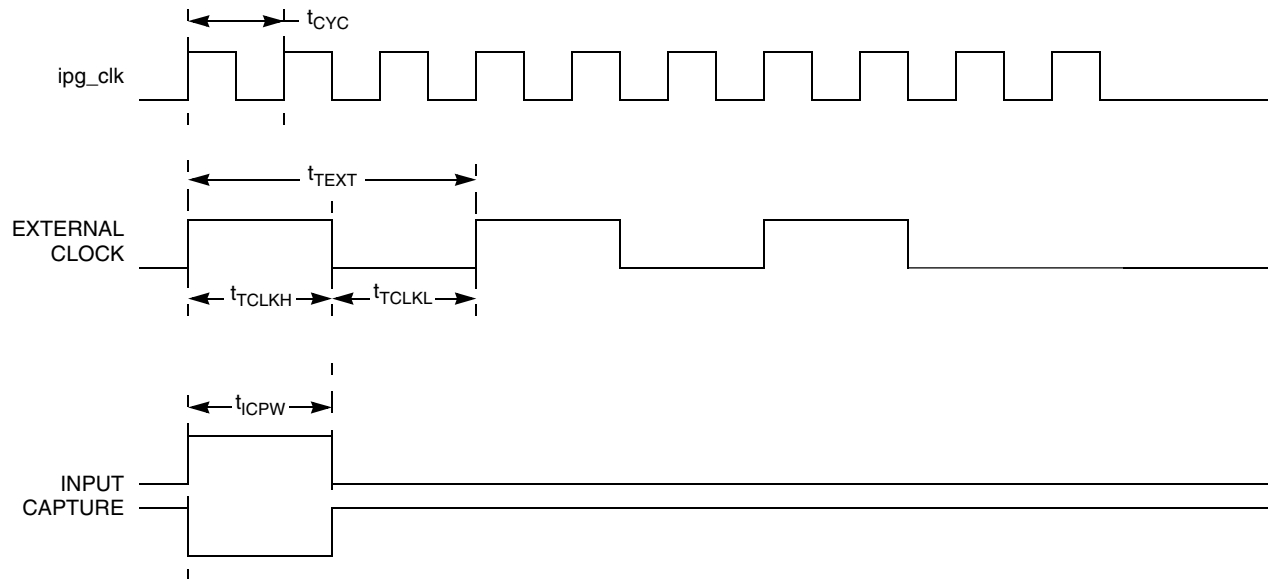 tCYC
ipg_clk
tTEXT
EXTERNAL
CLOCK
tTCLKH
tTCLKL
tICPW
INPUT
CAPTURE